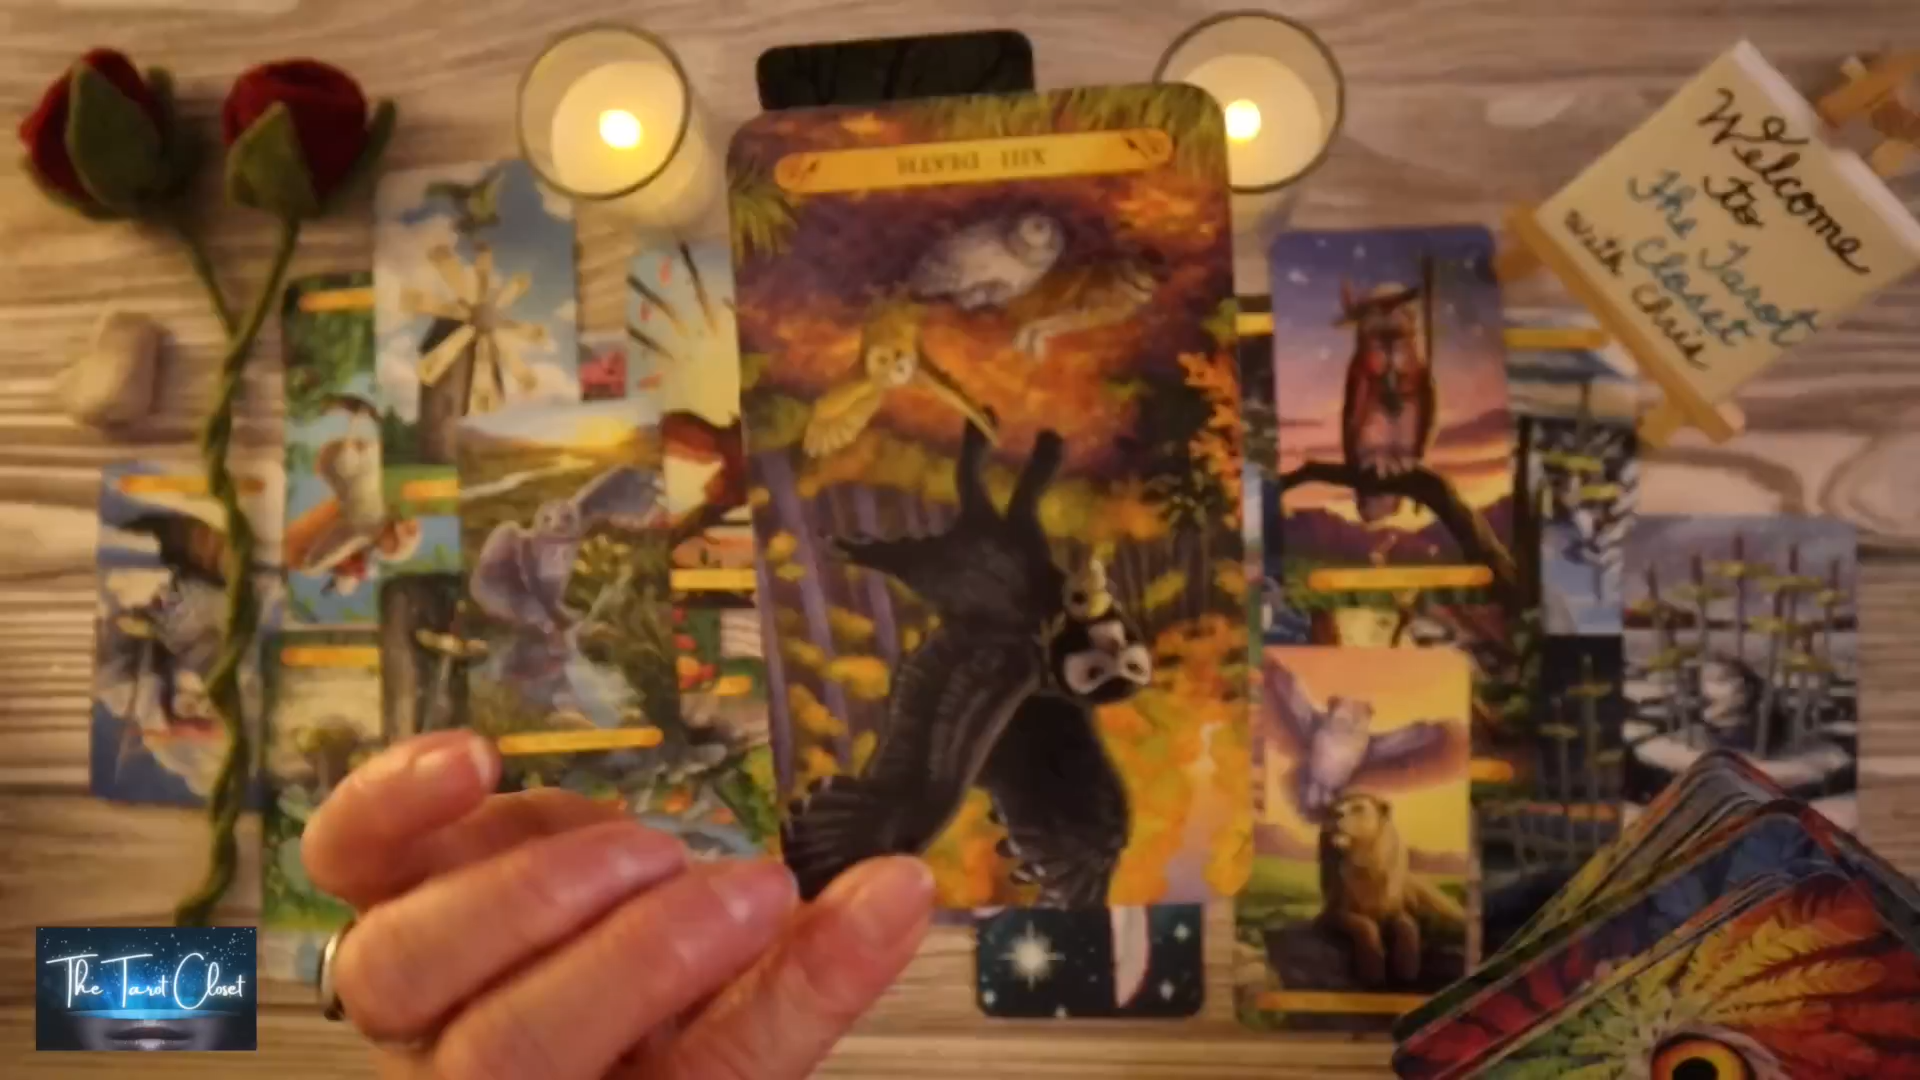 XIII · DEATH
Welcome
to
The Tarot
Closet
with Chris
The Tarot Closet